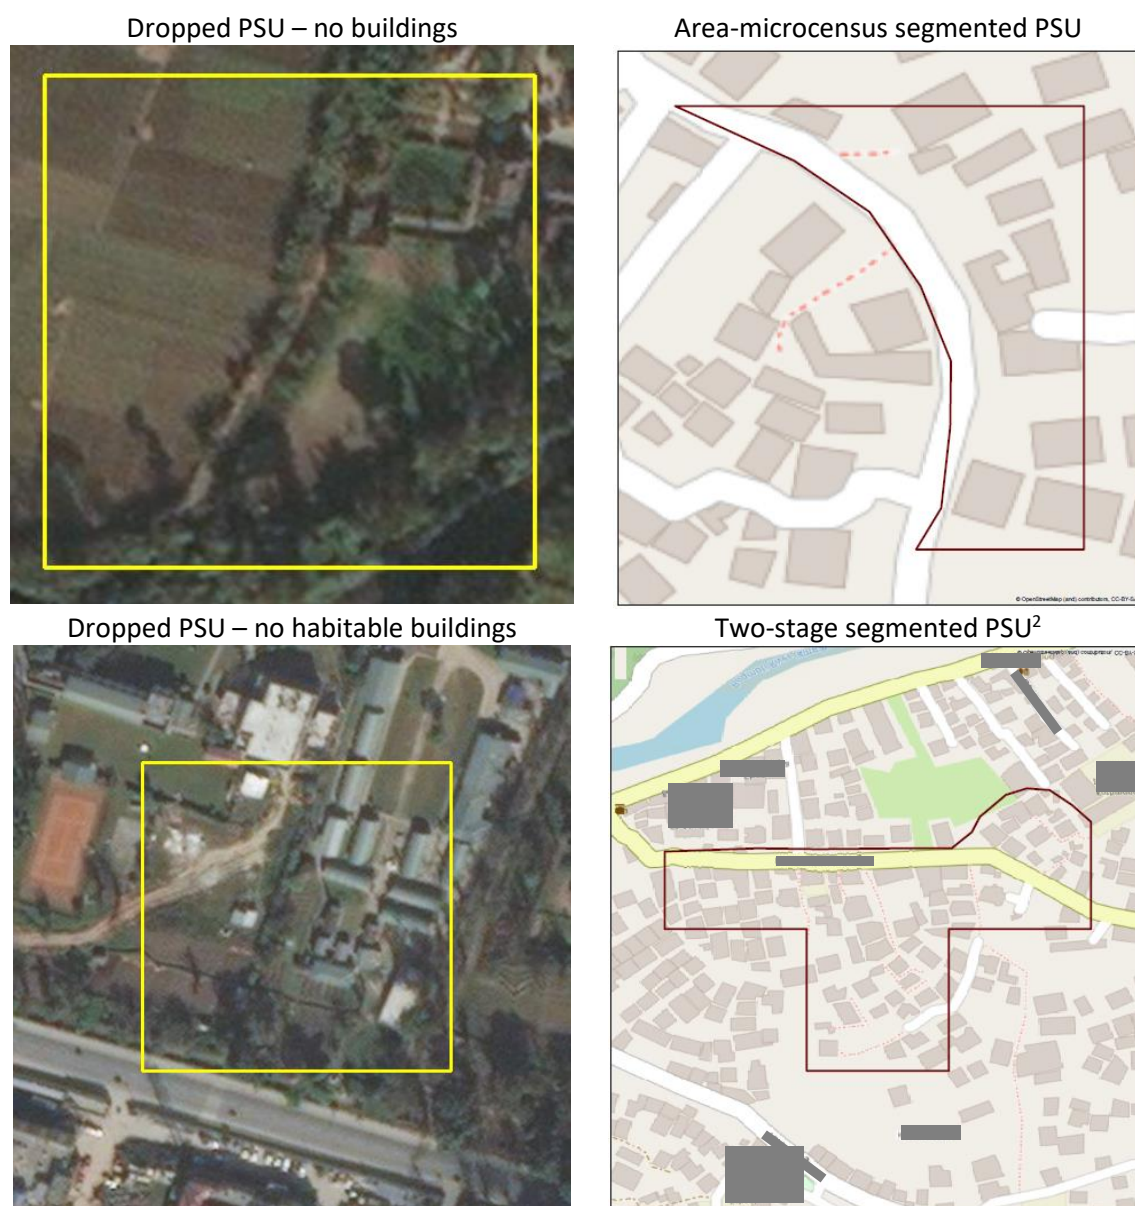 Dropped PSU – no buildings
Area-microcensus segmented PSU
© OpenStreetMap (and) contributors, CC-BY-SA
Dropped PSU – no habitable buildings
Two-stage segmented PSU²